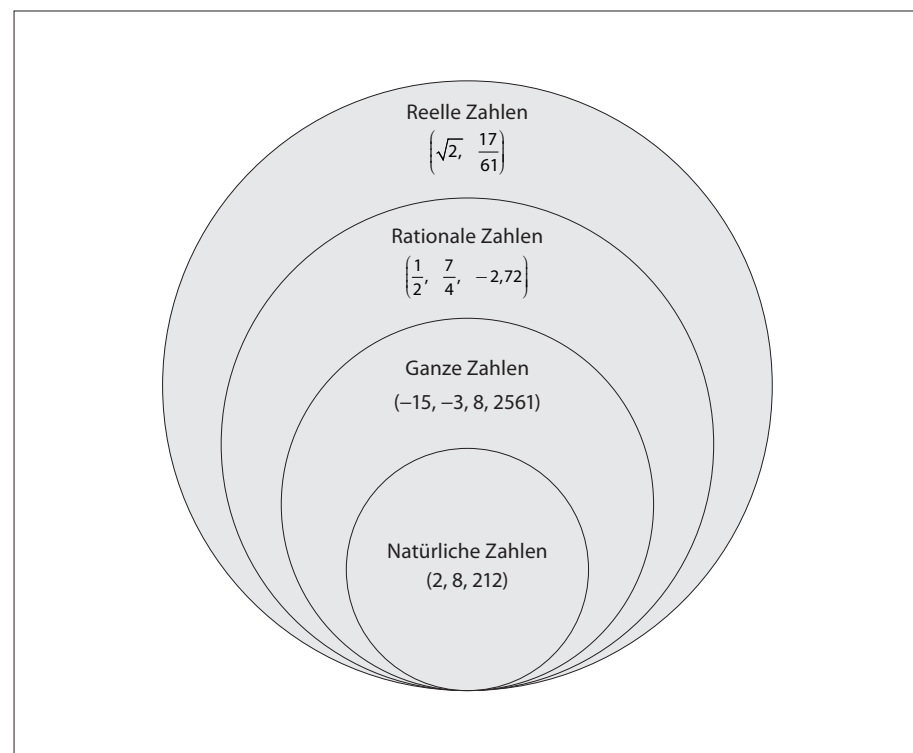 Reelle Zahlen
(√2, 17/61)
Rationale Zahlen
(1/2, 7/4, −2,72)
Ganze Zahlen
(−15, −3, 8, 2561)
Natürliche Zahlen
(2, 8, 212)